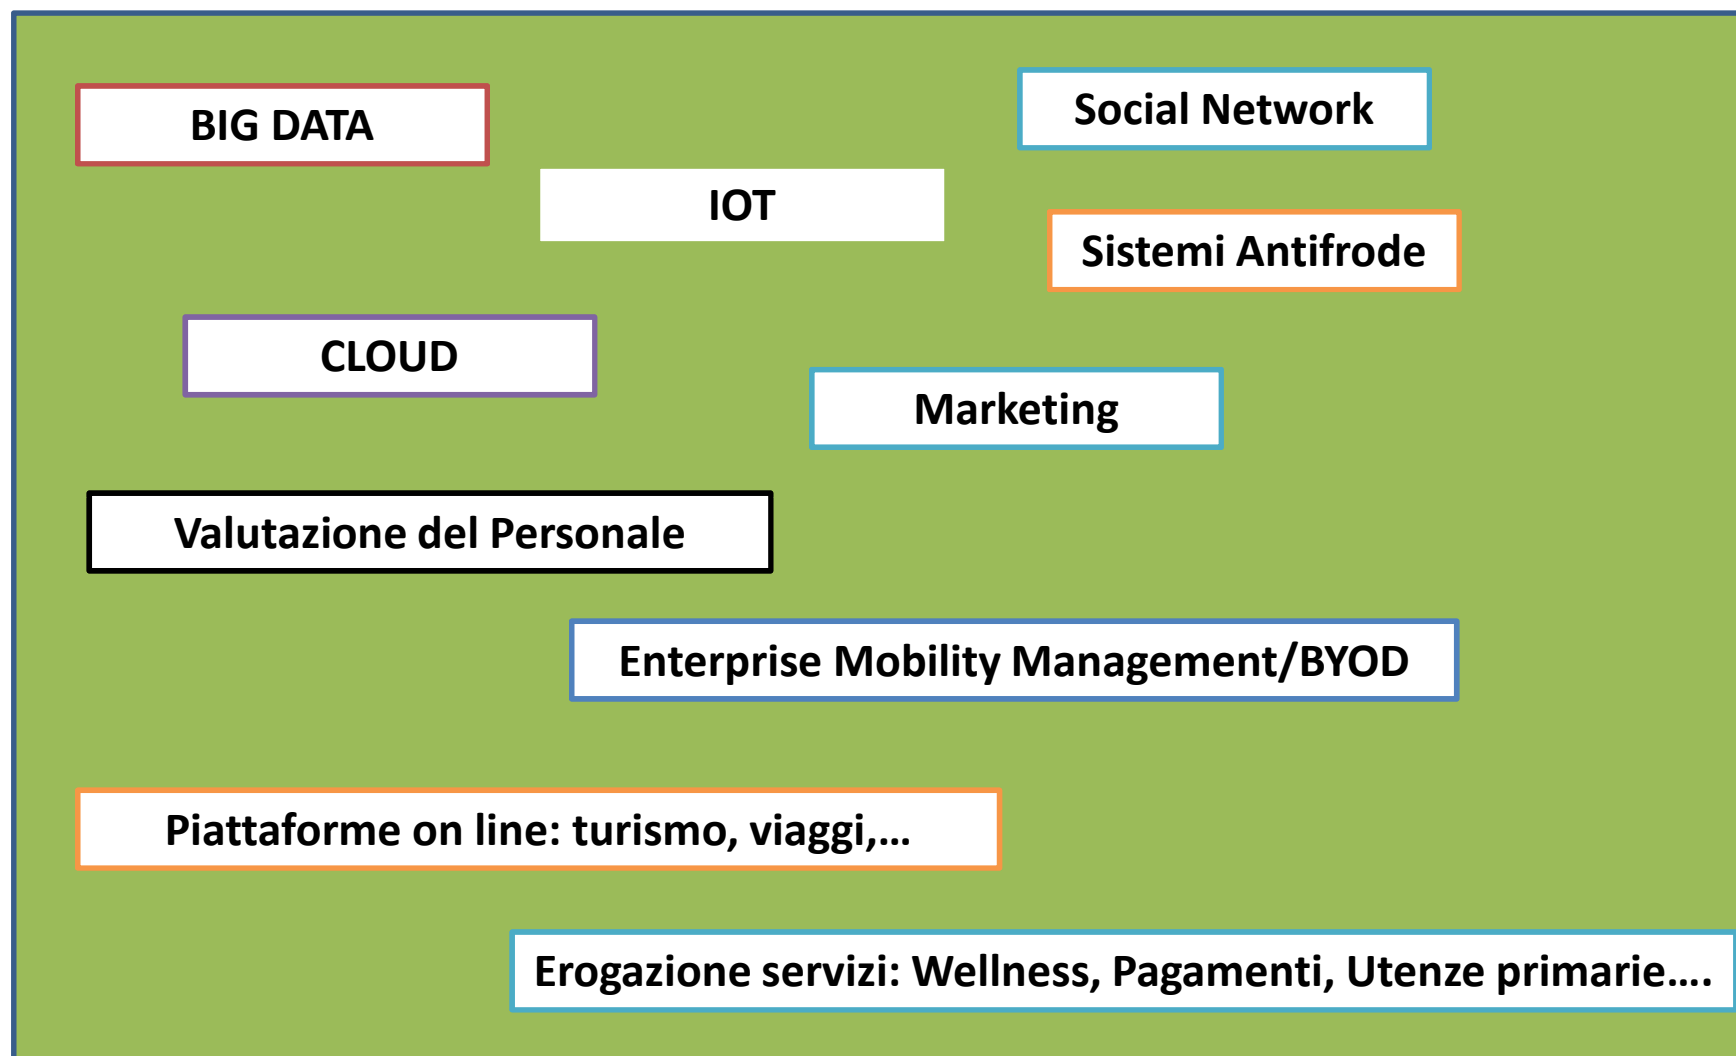 BIG DATA
Social Network
IOT
Sistemi Antifrode
CLOUD
Marketing
Valutazione del Personale
Enterprise Mobility Management/BYOD
Piattaforme on line: turismo, viaggi,...
Erogazione servizi: Wellness, Pagamenti, Utenze primarie....